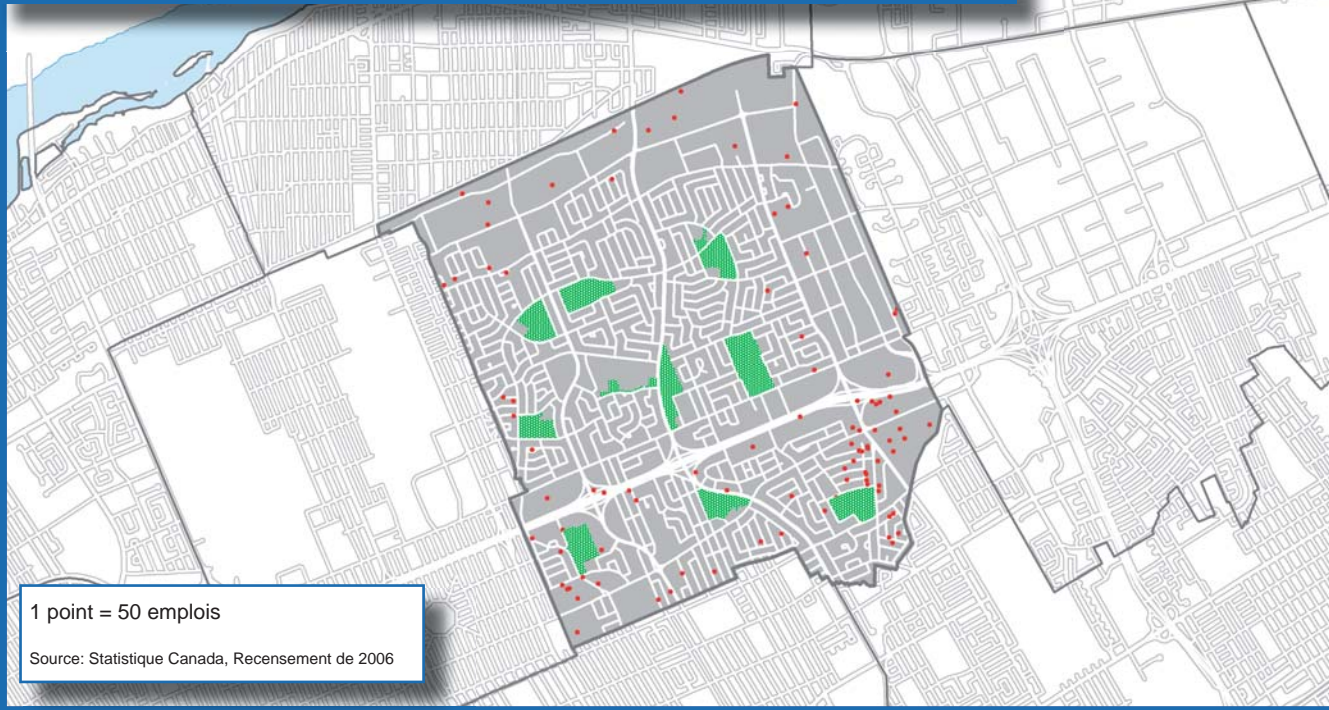 1 point = 50 emplois
Source: Statistique Canada, Recensement de 2006